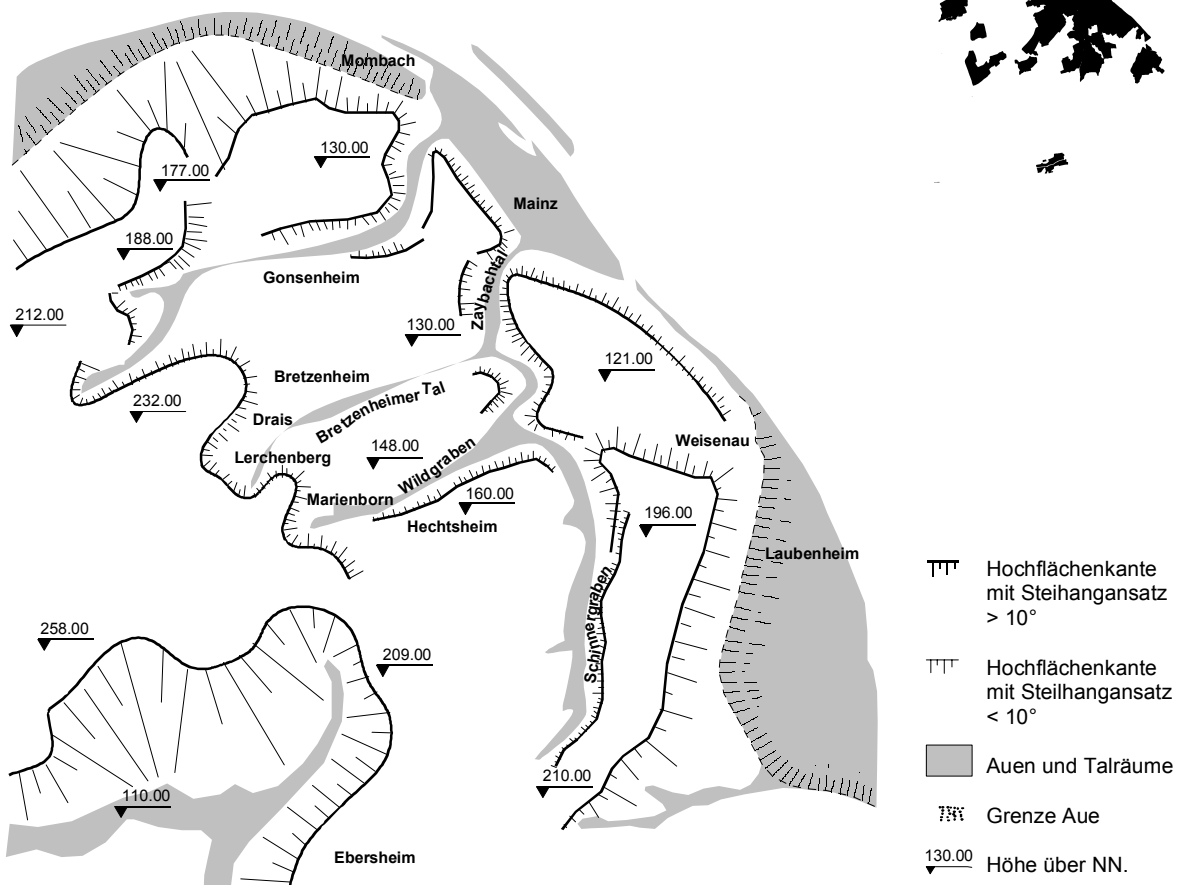 Mombach
130.00
177.00
Mainz
188.00
Gonsenheim
Zaybachtal
212.00
130.00
121.00
Bretzenheim
232.00
Bretzenheimer Tal
Drais
Weisenau
148.00
Lerchenberg
Wildgraben
Marienborn
160.00
196.00
Hechtsheim
Laubenheim
Schinnergraben
258.00
209.00
210.00
110.00
Ebersheim
Hochflächenkante
mit Steihangansatz
> 10°
Hochflächenkante
mit Steilhangansatz
< 10°
Auen und Talräume
Grenze Aue
130.00
Höhe über NN.